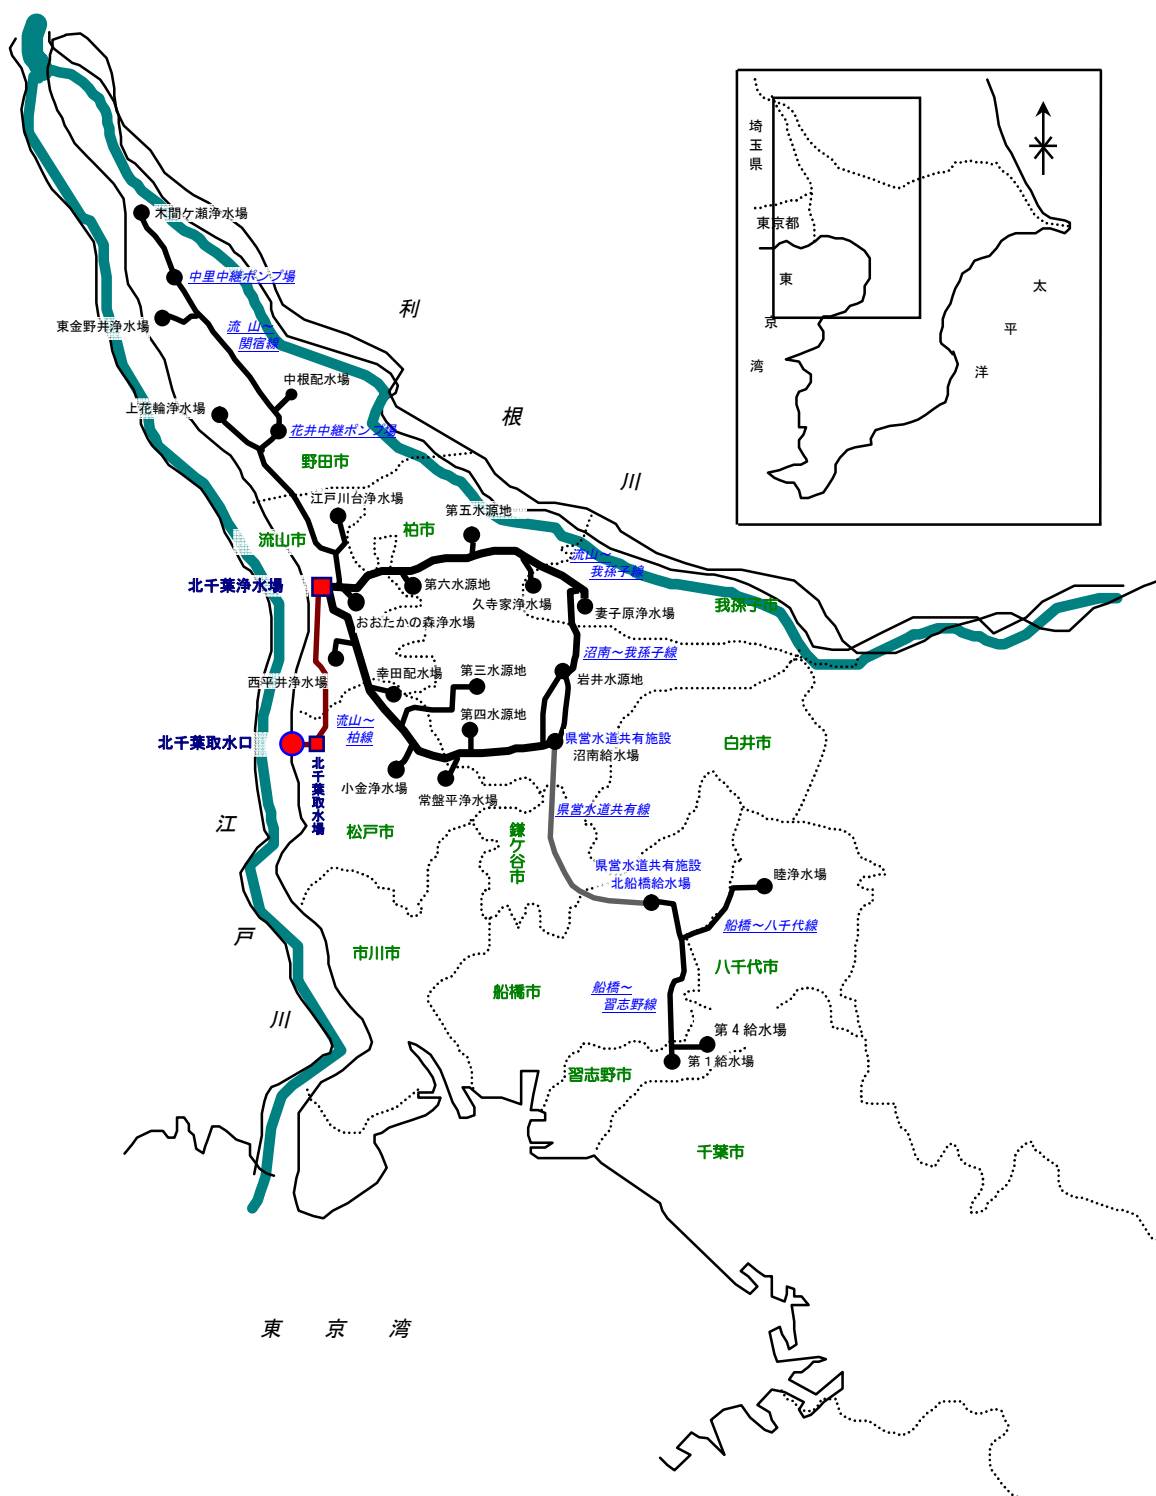 埼玉県
東京都
東京湾
太平洋
木間ケ瀬浄水場
中里中継ポンプ場
利根川
東金野井浄水場
流 山～
関宿線
中根配水場
上花輪浄水場
花井中継ポンプ場
野田市
江戸川台浄水場
第五水源地
柏市
流山市
流山～
我孫子線
北千葉浄水場
第六水源地
久寺家浄水場
妻子原浄水場
我孫子市
おおたかの森浄水場
沼南～我孫子線
西平井浄水場
幸田配水場
第三水源地
岩井水源地
流山～
柏線
第四水源地
北千葉取水口
県営水道共有施設
沼南給水場
白井市
北千葉取水場
小金浄水場
常盤平浄水場
県営水道共有線
江戸川
松戸市
鎌ケ谷市
県営水道共有施設
北船橋給水場
睦浄水場
船橋～八千代線
市川市
八千代市
船橋市
船橋～
習志野線
第４給水場
第１給水場
習志野市
千葉市
東 京 湾